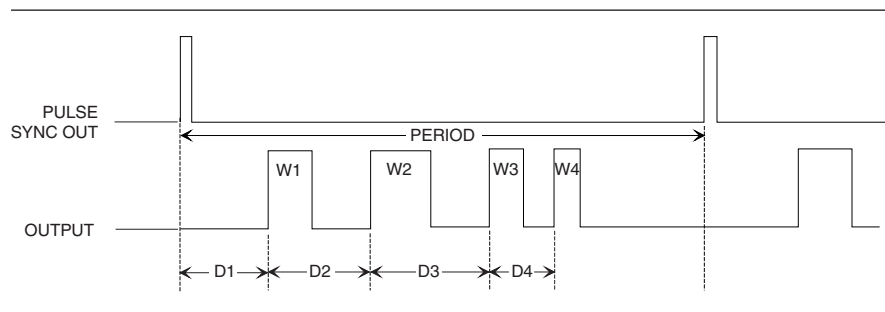 PULSE
SYNC OUT
PERIOD
W1
W2
W3
W4
OUTPUT
D1
D2
D3
D4